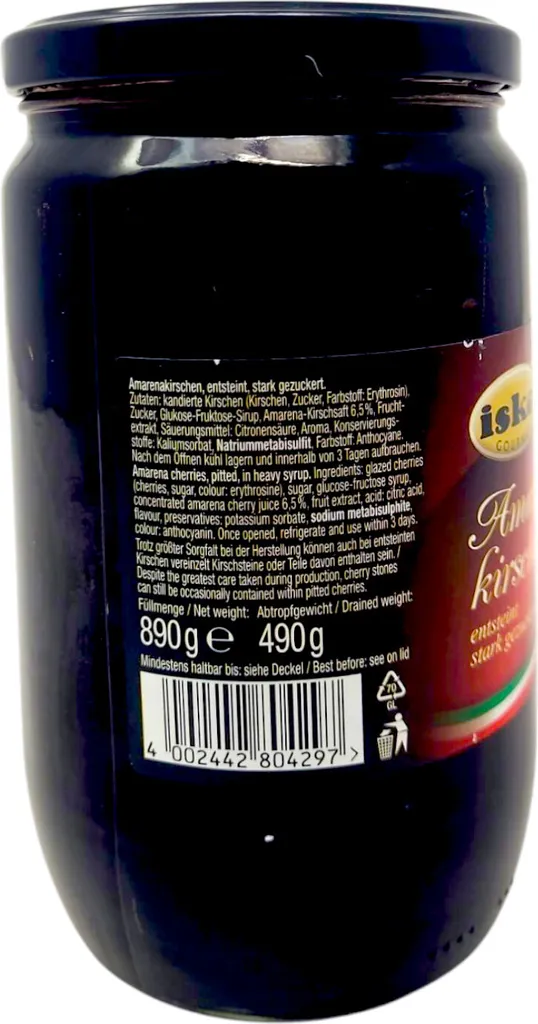 Amarenakirschen, entsteint, stark gezuckert.
Zutaten: kandierte Kirschen (Kirschen, Zucker, Farbstoff: Erythrosin),
Zucker, Glukose-Fruktose-Sirup, Amarena-Kirschsaft 6,5%, Frucht-
extrakt, Säuerungsmittel: Citronensäure, Aroma, Konservierungs-
stoffe: Kaliumsorbat, Natriummetabisulfit, Farbstoff: Anthocyane.
Nach dem Öffnen kühl lagern und innerhalb von 3 Tagen aufbrauchen.
Amarena cherries, pitted, in heavy syrup. Ingredients: glazed cherries
(cherries, sugar, colour: erythrosine), sugar, glucose-fructose syrup,
concentrated amarena cherry juice 6,5%, fruit extract, acid: citric acid,
flavour, preservatives: potassium sorbate, sodium metabisulphite,
colour: anthocyanin. Once opened, refrigerate and use within 3 days.
Trotz größter Sorgfalt bei der Herstellung können auch bei entsteinten
Kirschen vereinzelt Kirschsteine oder Teile davon enthalten sein. /
Despite the greatest care taken during production, cherry stones
can still be occasionally contained within pitted cherries.
Füllmenge / Net weight: Abtropfgewicht / Drained weight:
890g e 490g
Mindestens haltbar bis: siehe Deckel / Best before: see on lid
4 002442 804297 >
70
GL
entsteint